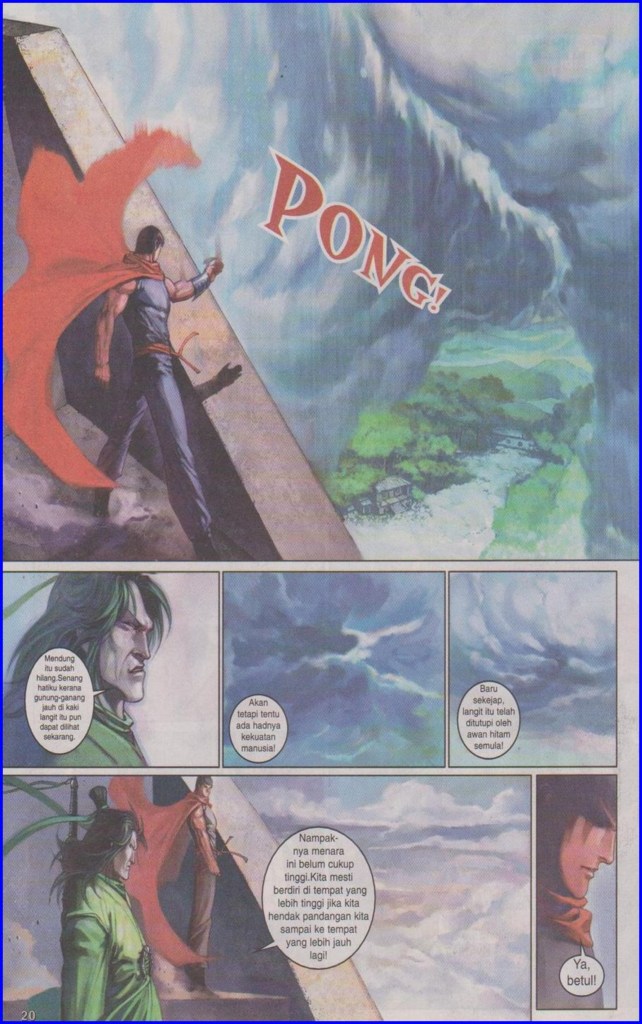 PONG!
Mendung
itu sudah
hilang.Senang
hatiku kerana
gunung-ganang
jauh di kaki
langit itu pun
dapat dilihat
sekarang.
Akan
tetapi tentu
ada hadnya
kekuatan
manusia!
Baru
sekejap,
langit itu telah
ditutupi oleh
awan hitam
semula!
Nampak-
nya menara
ini belum cukup
tinggi.Kita mesti
berdiri di tempat yang
lebih tinggi jika kita
hendak pandangan kita
sampai ke tempat
yang lebih jauh
lagi!
Ya,
betul!
20